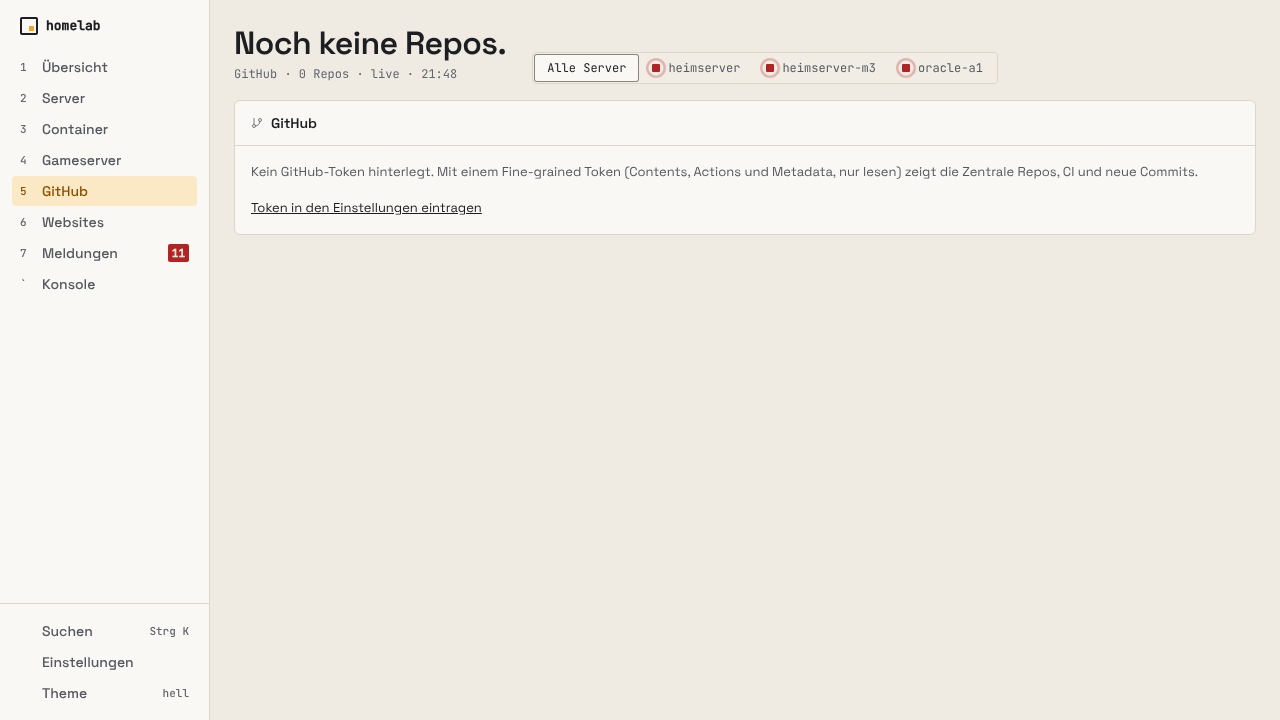 homelab
1 Übersicht
2 Server
3 Container
4 Gameserver
5 GitHub
6 Websites
7 Meldungen 11
` Konsole
Suchen Strg K
Einstellungen
Theme hell
Noch keine Repos.
GitHub · 0 Repos · live · 21:48
Alle Server heimserver heimserver-m3 oracle-a1
GitHub
Kein GitHub-Token hinterlegt. Mit einem Fine-grained Token (Contents, Actions und Metadata, nur lesen) zeigt die Zentrale Repos, CI und neue Commits.
Token in den Einstellungen eintragen